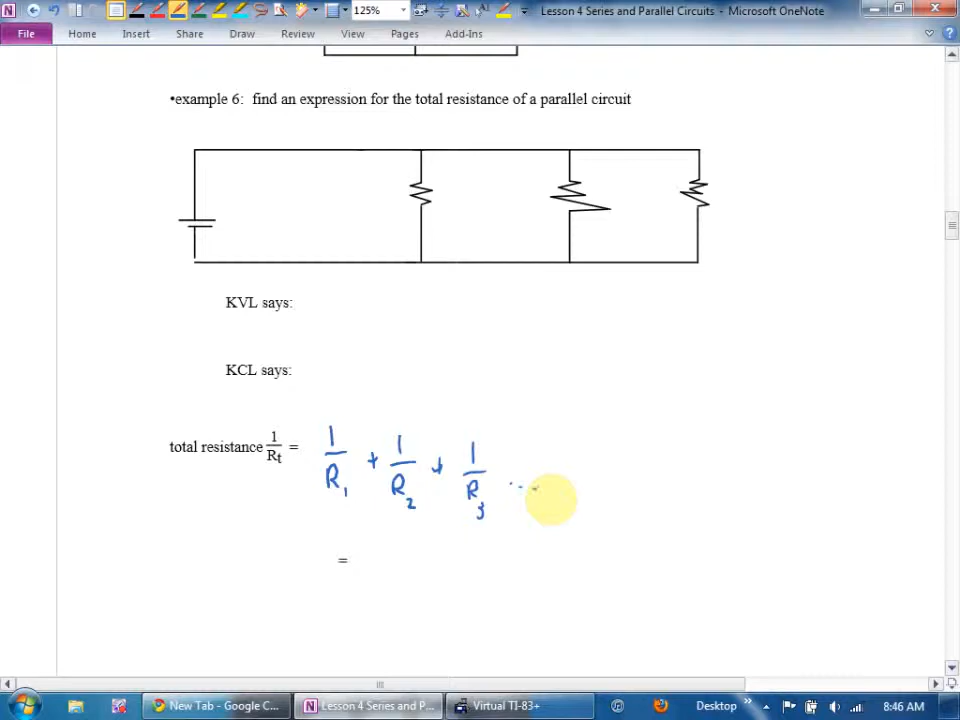 125%
Lesson 4 Series and Parallel Circuits - Microsoft OneNote
File Home Insert Share Draw Review View Pages Add-Ins
•example 6: find an expression for the total resistance of a parallel circuit
KVL says:
KCL says:
total resistance 1/Rt = 1/R1 + 1/R2 + 1/R3 ...
=
New Tab - Google C... Lesson 4 Series and P... Virtual TI-83+ Desktop 8:46 AM